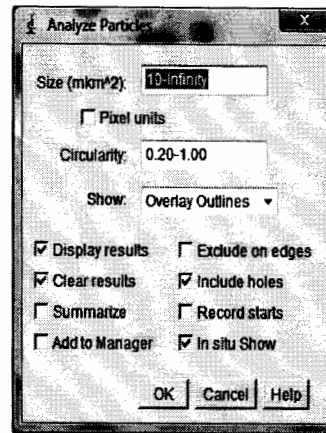 Analyze Particles
X
Size (mkm^2): 10-Infinity
Pixel units
Circularity: 0.20-1.00
Show: Overlay Outlines
Display results Exclude on edges
Clear results Include holes
Summarize Record starts
Add to Manager In situ Show
OK Cancel Help